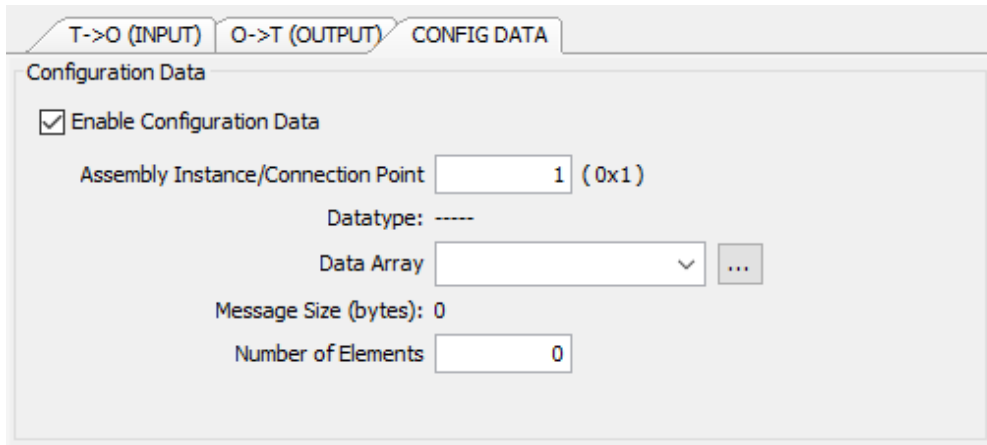 T->O (INPUT) O->T (OUTPUT) CONFIG DATA
Configuration Data
Enable Configuration Data
Assembly Instance/Connection Point 1 (0x1)
Datatype: -----
Data Array ...
Message Size (bytes): 0
Number of Elements 0